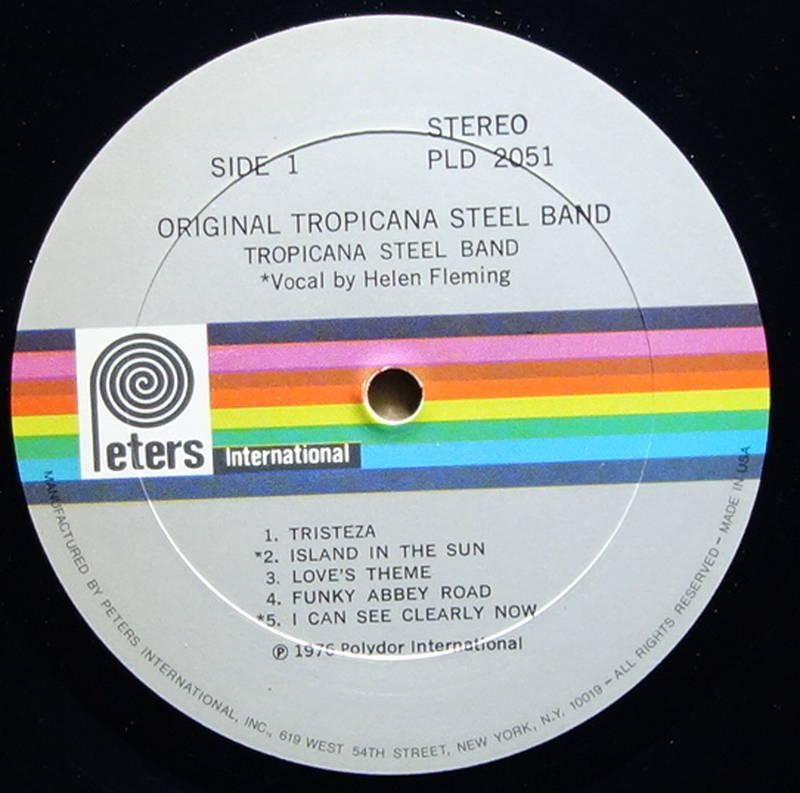 STEREO
SIDE 1 PLD 2051
ORIGINAL TROPICANA STEEL BAND
TROPICANA STEEL BAND
*Vocal by Helen Fleming
Peters International
1. TRISTEZA
*2. ISLAND IN THE SUN
3. LOVE'S THEME
4. FUNKY ABBEY ROAD
*5. I CAN SEE CLEARLY NOW
℗ 1976 Polydor International
MANUFACTURED BY PETERS INTERNATIONAL, INC., 619 WEST 54TH STREET, NEW YORK, N.Y. 10019 – ALL RIGHTS RESERVED – MADE IN USA